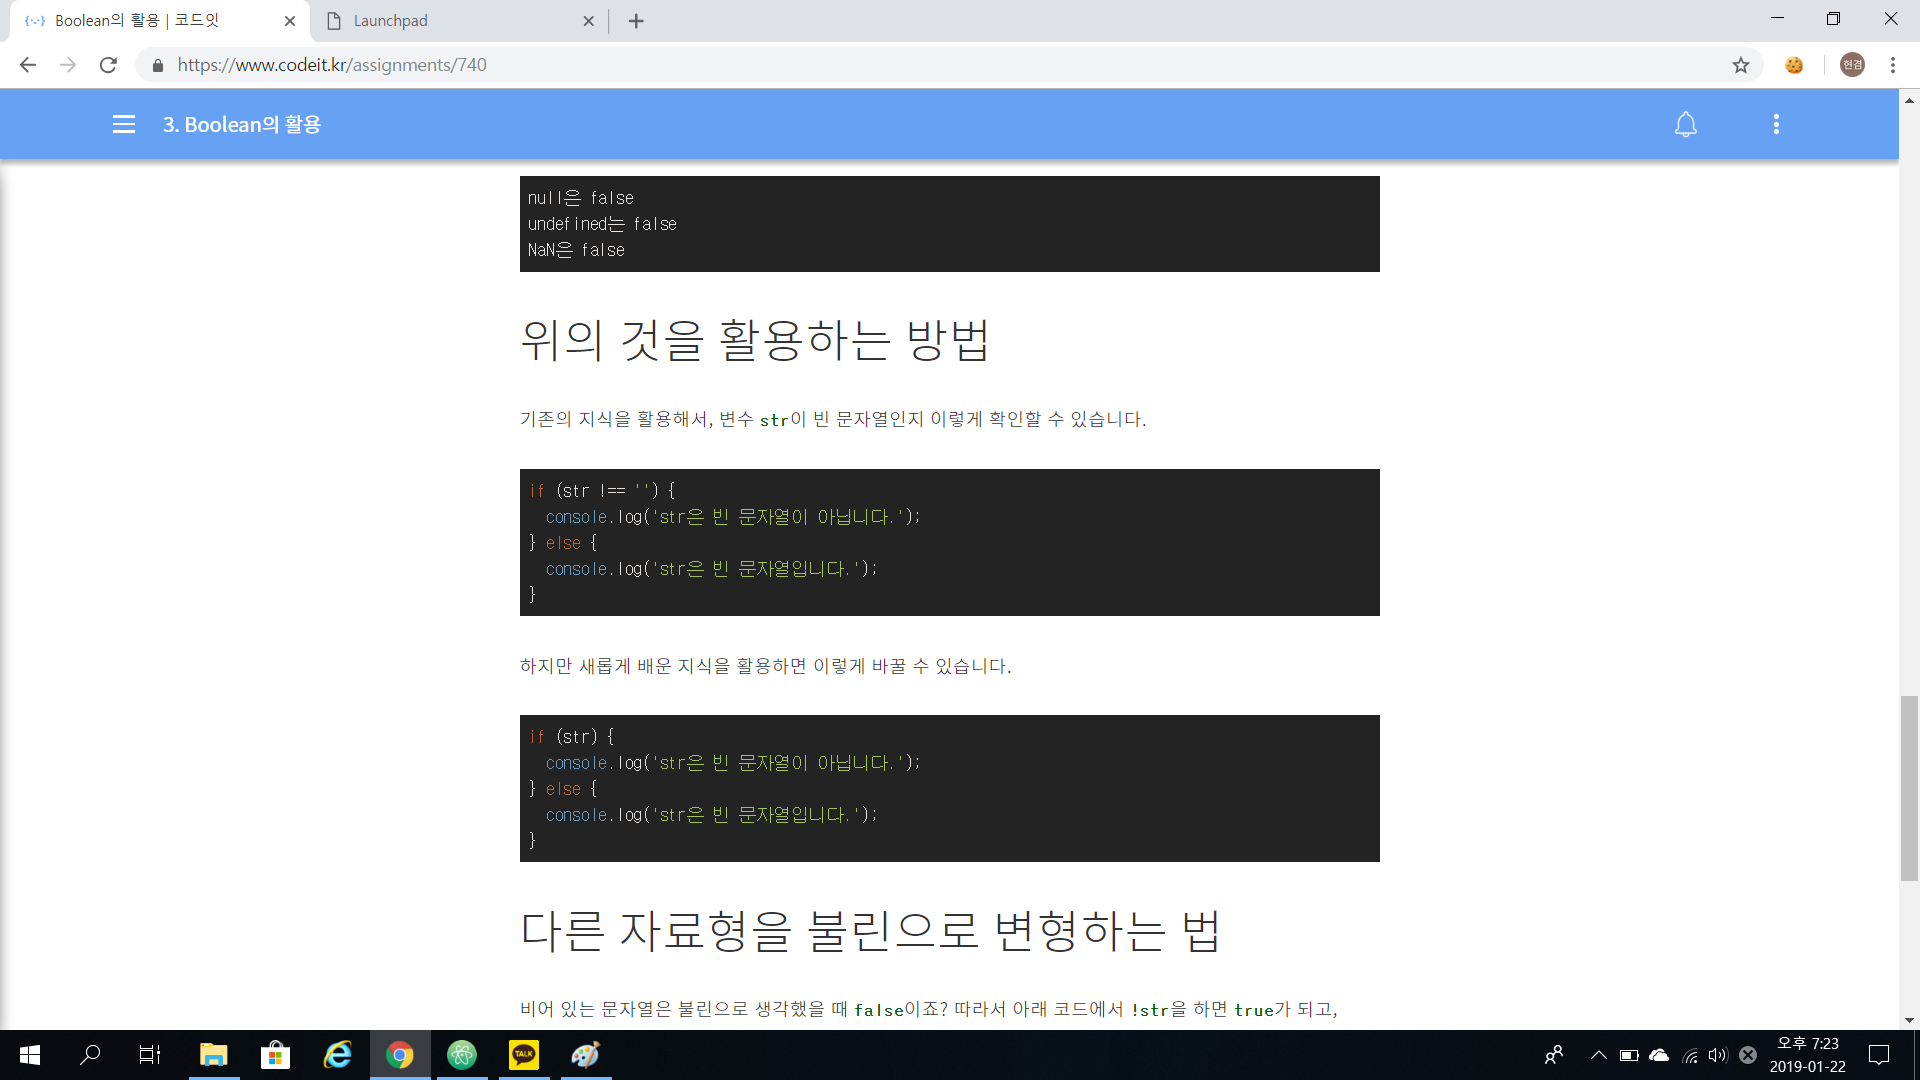 {·-·} Boolean의 활용 | 코드잇
Launchpad
https://www.codeit.kr/assignments/740
현겸
3. Boolean의 활용
null은 false
undefined는 false
NaN은 false
위의 것을 활용하는 방법
기존의 지식을 활용해서, 변수 str이 빈 문자열인지 이렇게 확인할 수 있습니다.
if (str !== '') {
  console.log('str은 빈 문자열이 아닙니다.');
} else {
  console.log('str은 빈 문자열입니다.');
}
하지만 새롭게 배운 지식을 활용하면 이렇게 바꿀 수 있습니다.
if (str) {
  console.log('str은 빈 문자열이 아닙니다.');
} else {
  console.log('str은 빈 문자열입니다.');
}
다른 자료형을 불린으로 변형하는 법
비어 있는 문자열은 불린으로 생각했을 때 false이죠? 따라서 아래 코드에서 !str을 하면 true가 되고,
TALK
오후 7:23
2019-01-22